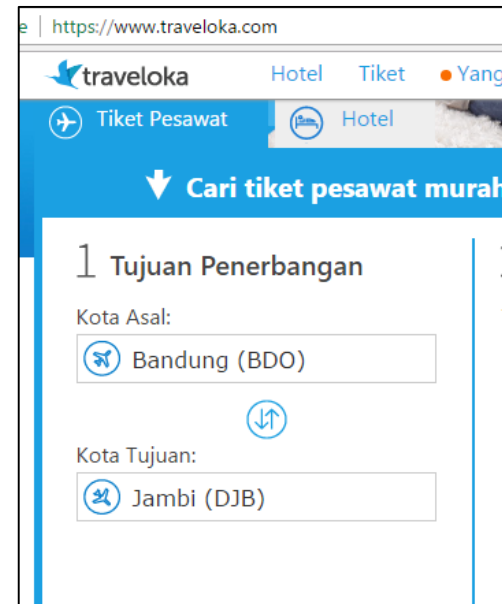 e | https://www.traveloka.com
traveloka Hotel Tiket Yang
Tiket Pesawat Hotel
Cari tiket pesawat murah
1 Tujuan Penerbangan
Kota Asal:
Bandung (BDO)
Kota Tujuan:
Jambi (DJB)